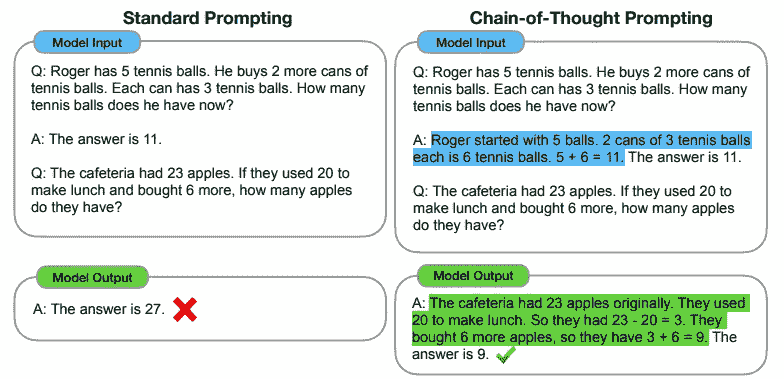 Standard Prompting
Model Input
Q: Roger has 5 tennis balls. He buys 2 more cans of
tennis balls. Each can has 3 tennis balls. How many
tennis balls does he have now?
A: The answer is 11.
Q: The cafeteria had 23 apples. If they used 20 to
make lunch and bought 6 more, how many apples
do they have?
Model Output
A: The answer is 27.
Chain-of-Thought Prompting
Model Input
Q: Roger has 5 tennis balls. He buys 2 more cans of
tennis balls. Each can has 3 tennis balls. How many
tennis balls does he have now?
A: Roger started with 5 balls. 2 cans of 3 tennis balls
each is 6 tennis balls. 5 + 6 = 11. The answer is 11.
Q: The cafeteria had 23 apples. If they used 20 to
make lunch and bought 6 more, how many apples
do they have?
Model Output
A: The cafeteria had 23 apples originally. They used
20 to make lunch. So they had 23 - 20 = 3. They
bought 6 more apples, so they have 3 + 6 = 9. The
answer is 9.